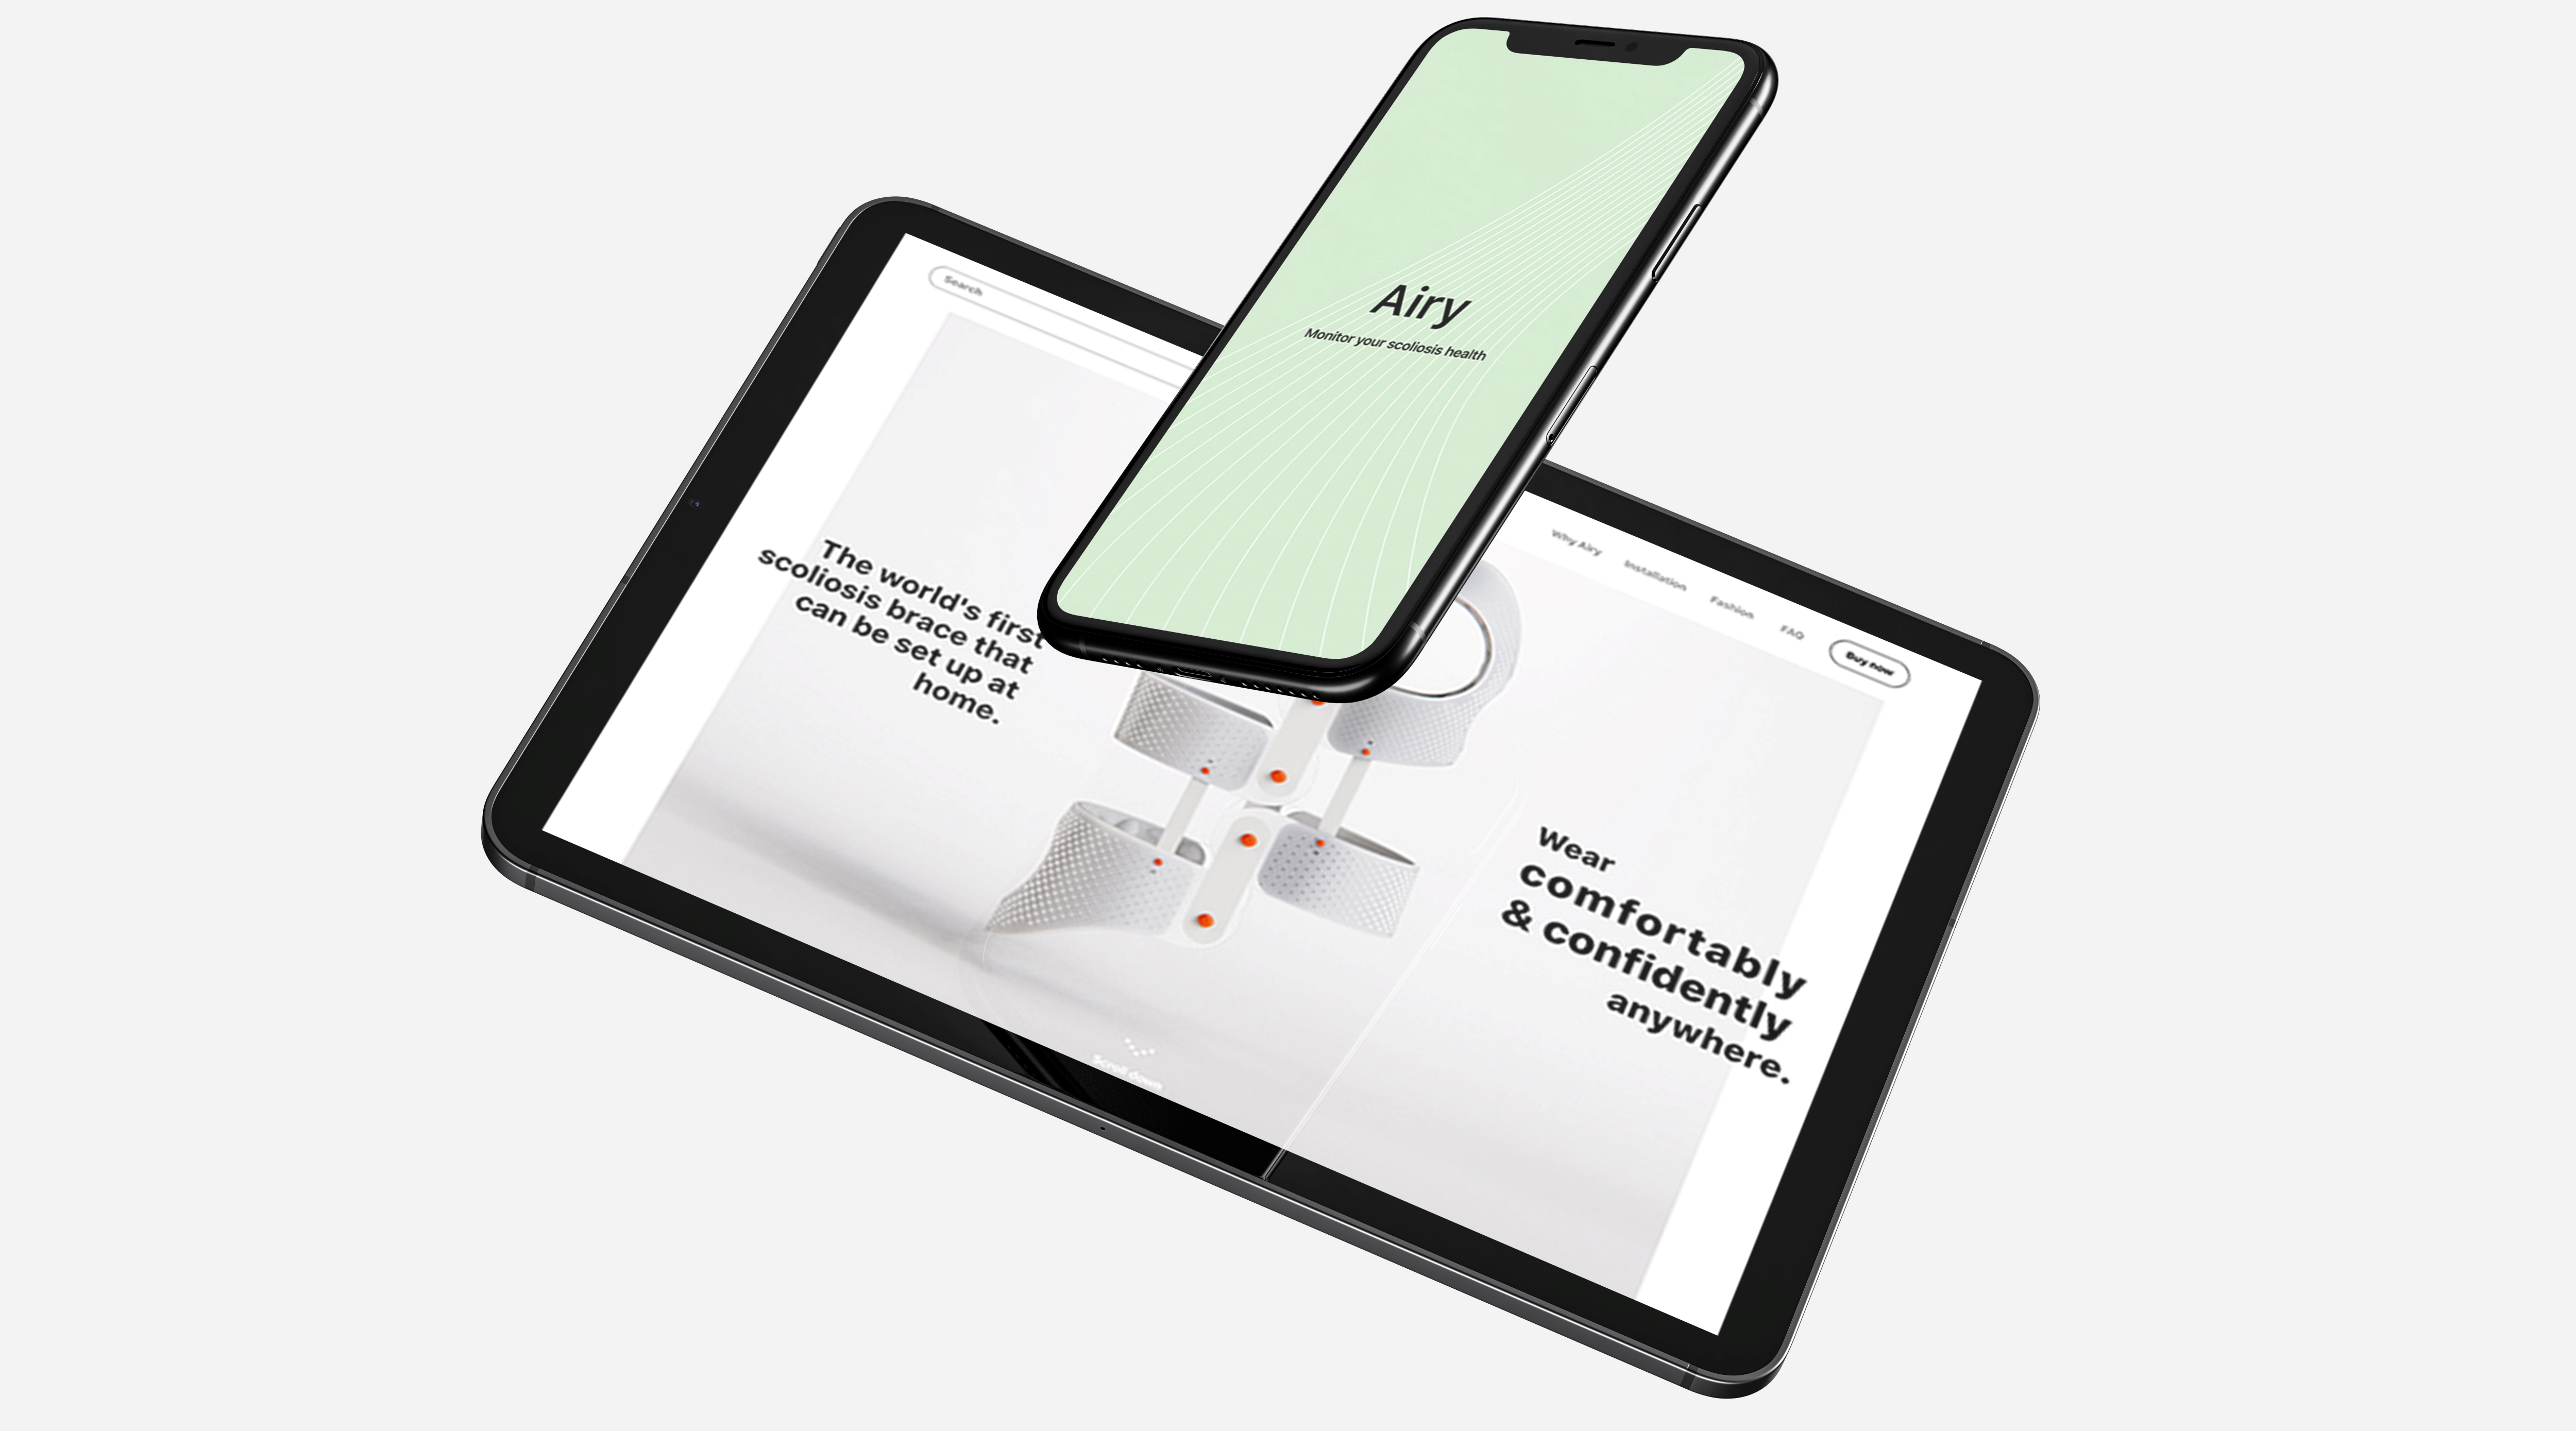 Airy
Monitor your scoliosis health
Search
Why Airy
Installation
Fashion
FAQ
Buy now
The world's first
scoliosis brace that
can be set up at
home.
Wear
comfortably
& confidently
anywhere.
Scroll down